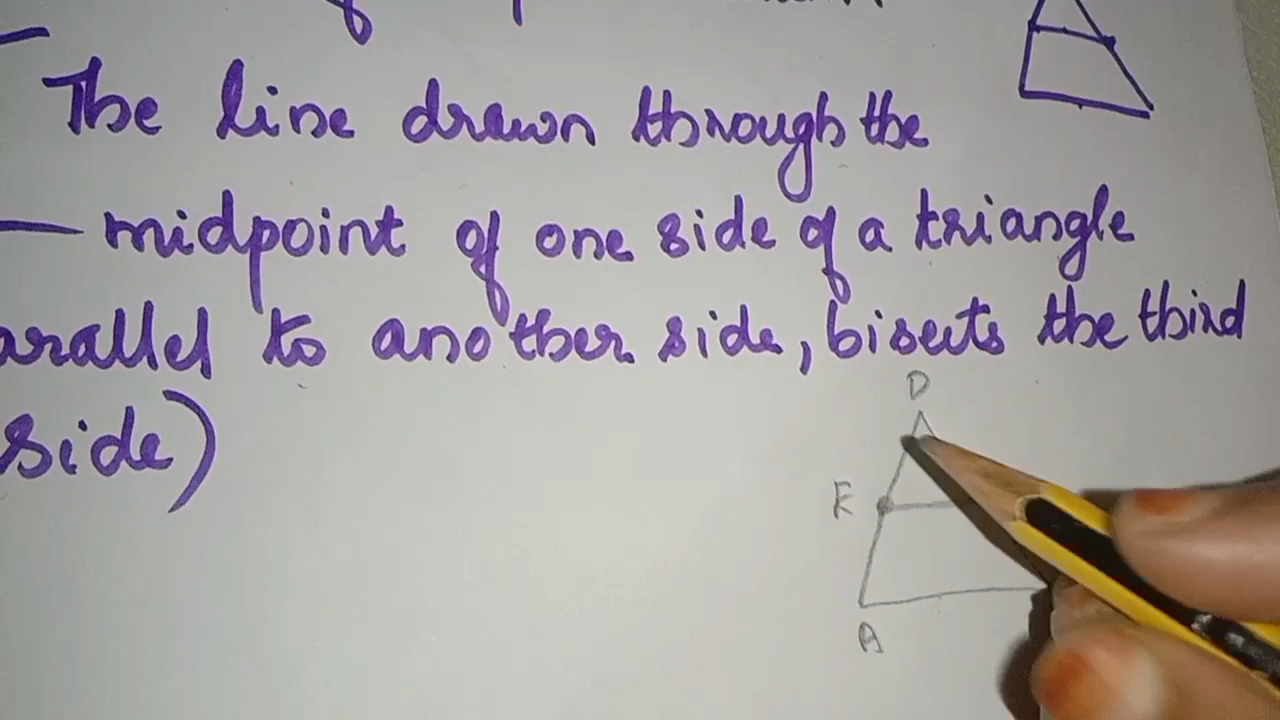 The line drawn through the
midpoint of one side of a triangle
arallel to another side, bisects the third
side)
D
E
A